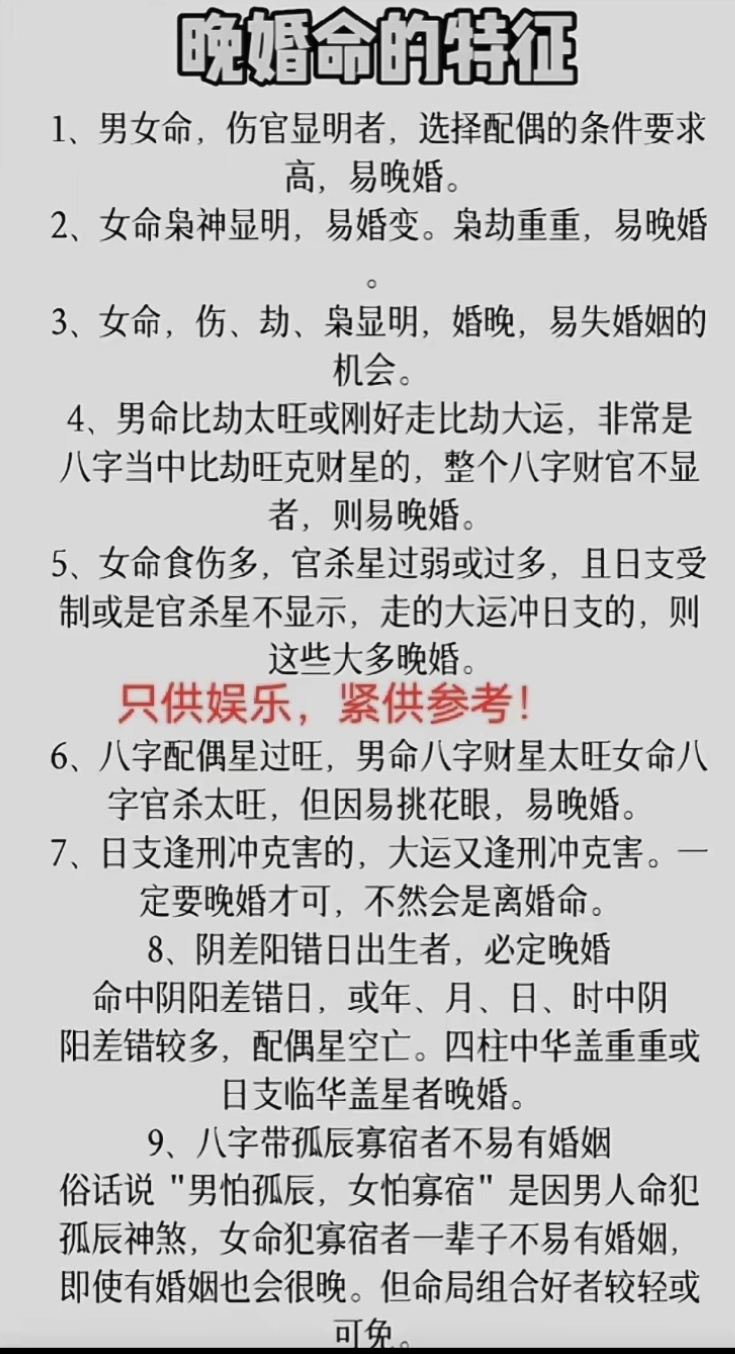 晚婚命的特征
1、男女命，伤官显明者，选择配偶的条件要求
高，易晚婚。
2、女命枭神显明，易婚变。枭劫重重，易晚婚
。
3、女命，伤、劫、枭显明，婚晚，易失婚姻的
机会。
4、男命比劫太旺或刚好走比劫大运，非常是
八字当中比劫旺克财星的，整个八字财官不显
者，则易晚婚。
5、女命食伤多，官杀星过弱或过多，且日支受
制或是官杀星不显示，走的大运冲日支的，则
这些大多晚婚。
只供娱乐，紧供参考！
6、八字配偶星过旺，男命八字财星太旺女命八
字官杀太旺，但因易挑花眼，易晚婚。
7、日支逢刑冲克害的，大运又逢刑冲克害。一
定要晚婚才可，不然会是离婚命。
8、阴差阳错日出生者，必定晚婚
命中阴阳差错日，或年、月、日、时中阴
阳差错较多，配偶星空亡。四柱中华盖重重或
日支临华盖星者晚婚。
9、八字带孤辰寡宿者不易有婚姻
俗话说 "男怕孤辰，女怕寡宿" 是因男人命犯
孤辰神煞，女命犯寡宿者一辈子不易有婚姻，
即使有婚姻也会很晚。但命局组合好者较轻或
可免。